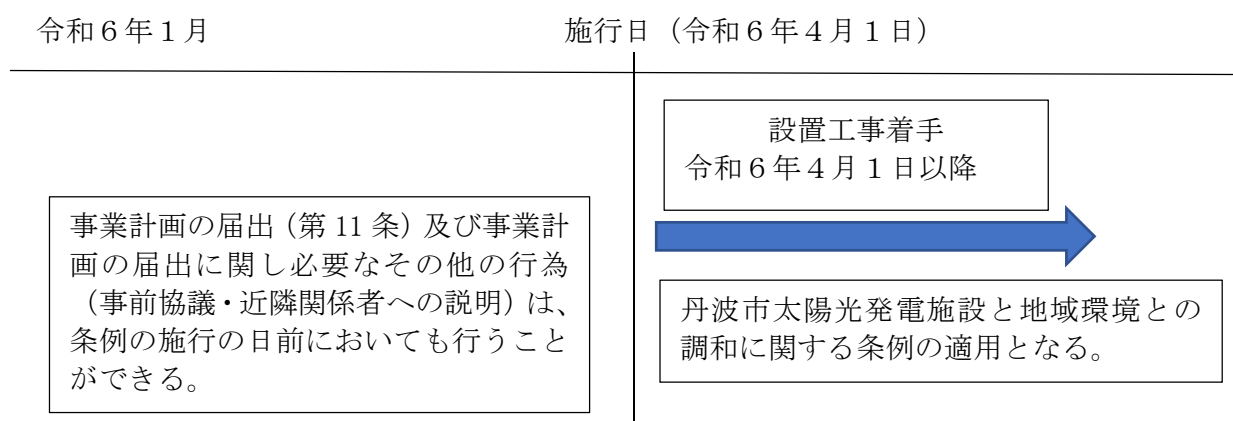 令和６年１月
施行日（令和６年４月１日）
設置工事着手
令和６年４月１日以降
事業計画の届出（第 11 条）及び事業計
画の届出に関し必要なその他の行為
（事前協議・近隣関係者への説明）は、
条例の施行の日前においても行うこと
ができる。
丹波市太陽光発電施設と地域環境との
調和に関する条例の適用となる。